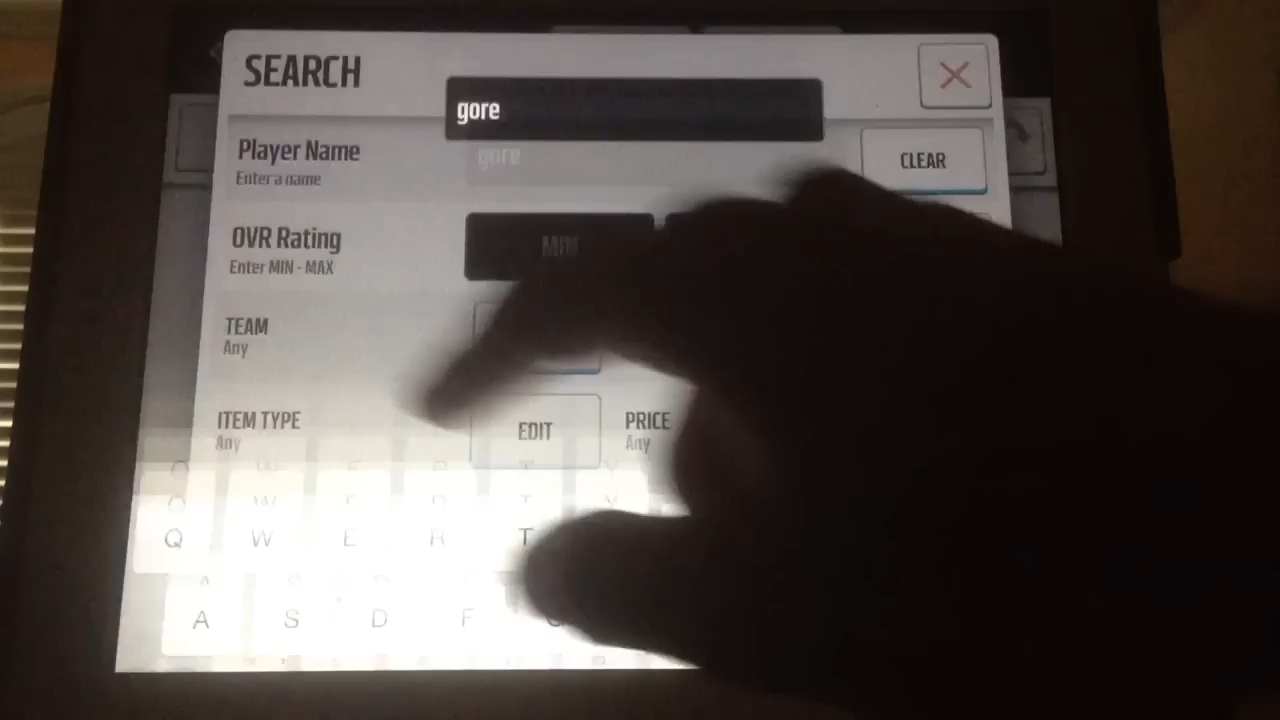 SEARCH
gore
Player Name
gore
Enter a name
CLEAR
OVR Rating
MIN
Enter MIN - MAX
TEAM
Any
ITEM TYPE
EDIT
PRICE
Any
Any
Q W E R T Y
Q W E R T Y
Q W E R T
A S D F
A S D F G